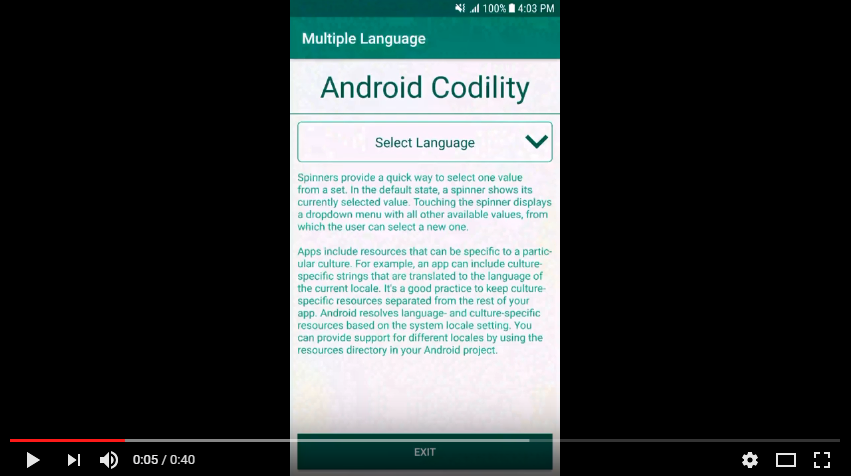 100% 4:03 PM
Multiple Language
Android Codility
Select Language
Spinners provide a quick way to select one value
from a set. In the default state, a spinner shows its
currently selected value. Touching the spinner displays
a dropdown menu with all other available values, from
which the user can select a new one.
Apps include resources that can be specific to a partic-
ular culture. For example, an app can include culture-
specific strings that are translated to the language of
the current locale. It's a good practice to keep culture-
specific resources separated from the rest of your
app. Android resolves language- and culture-specific
resources based on the system locale setting. You
can provide support for different locales by using the
resources directory in your Android project.
EXIT
0:05 / 0:40